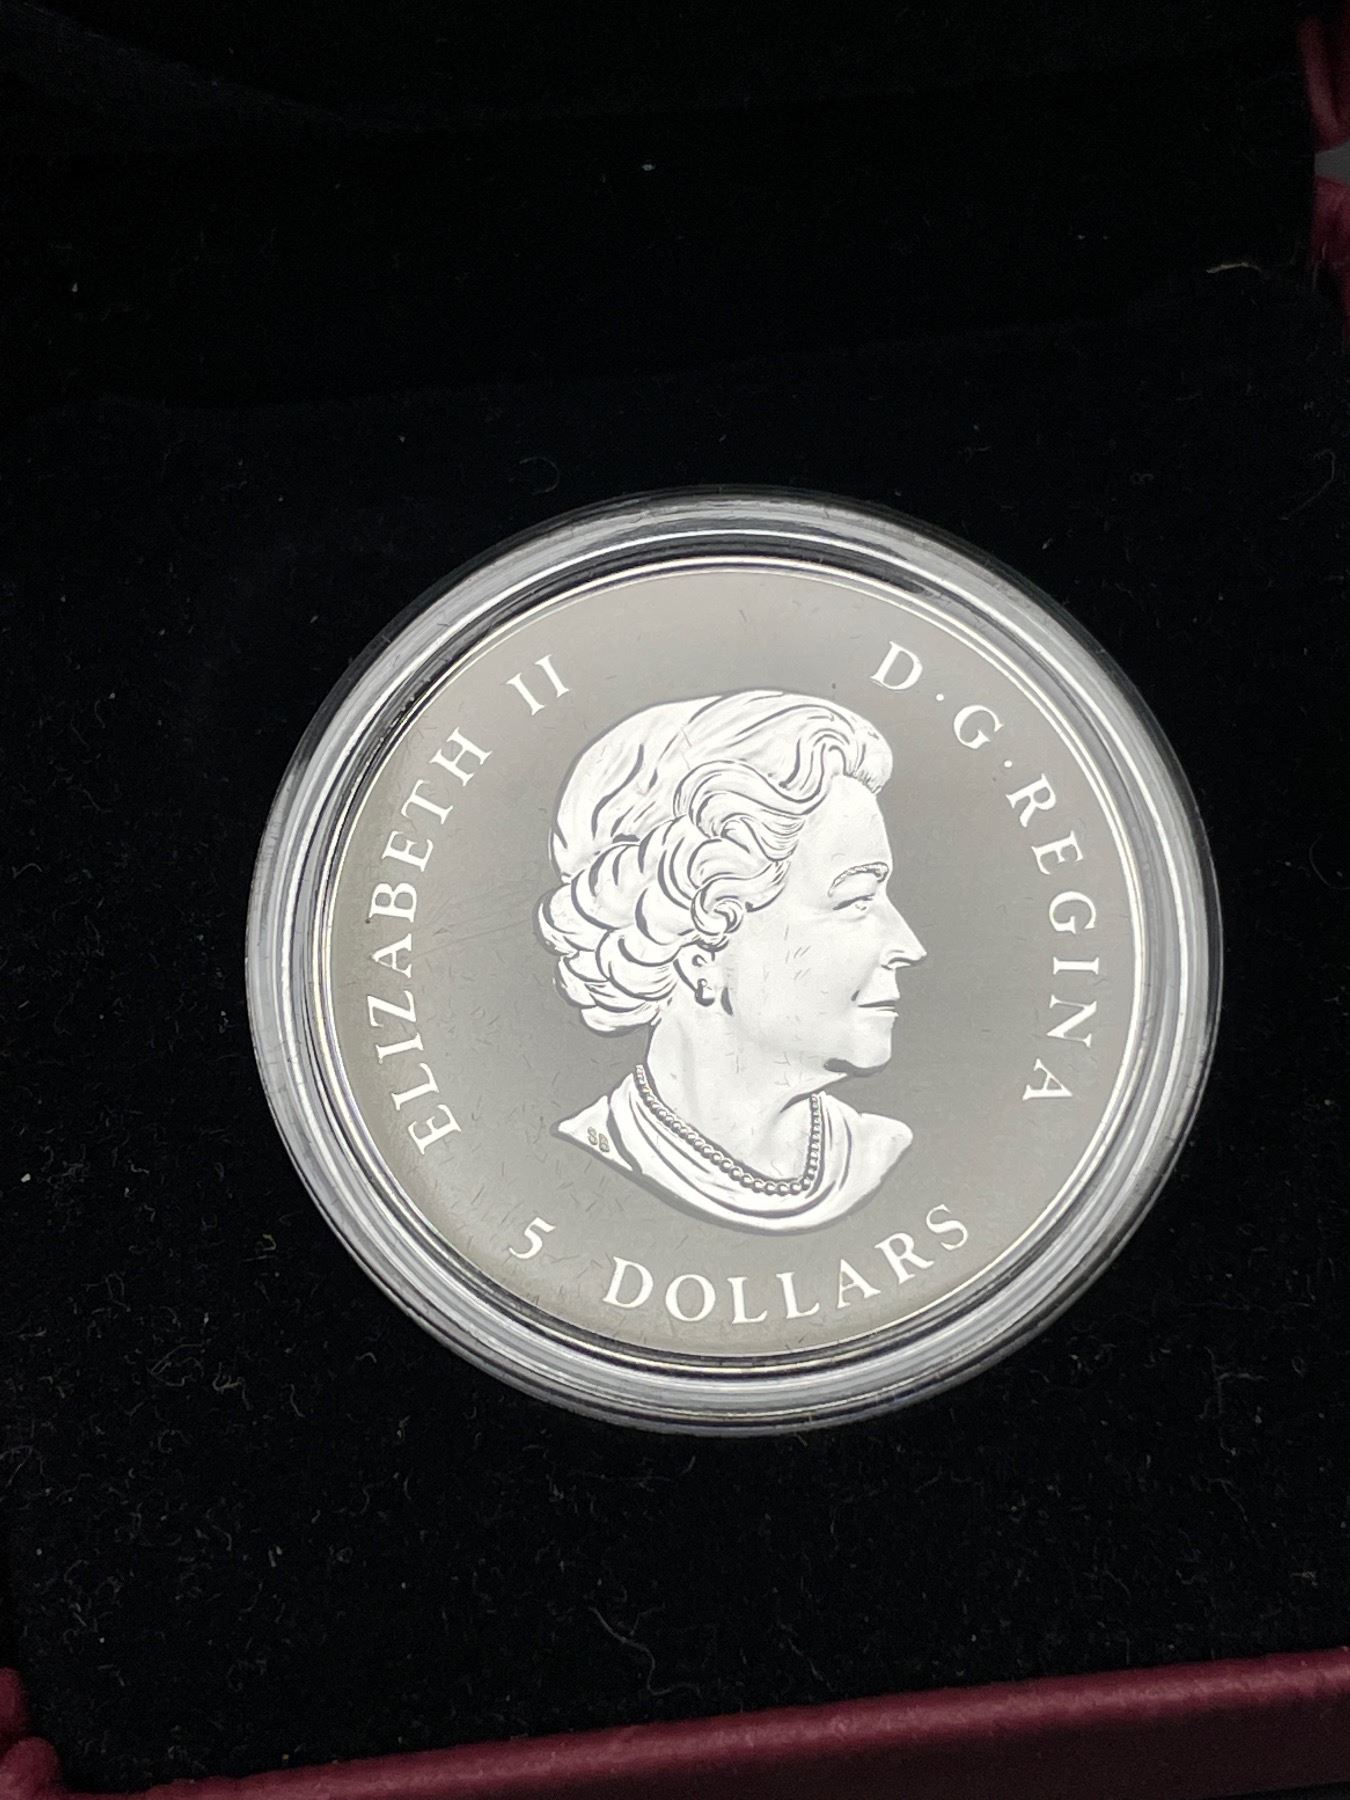 ELIZABETH II
D·G·REGINA
5 DOLLARS
SB